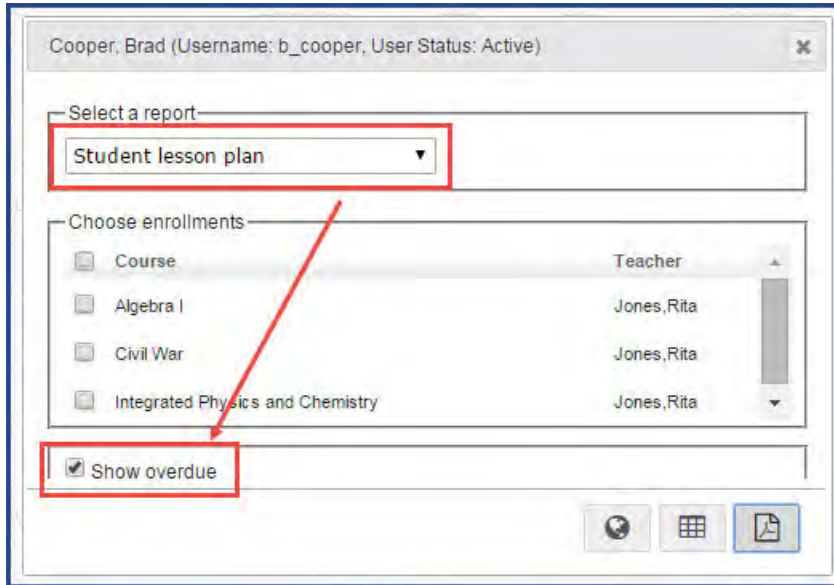 Cooper, Brad (Username: b_cooper, User Status: Active)
Select a report
Student lesson plan
Choose enrollments
Course Teacher
Algebra I Jones,Rita
Civil War Jones,Rita
Integrated Physics and Chemistry Jones,Rita
Show overdue